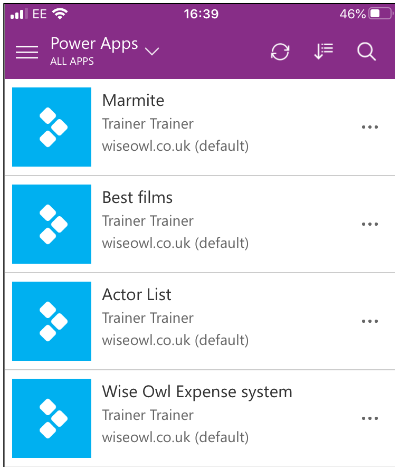 EE 16:39 46%
Power Apps
ALL APPS
Marmite
Trainer Trainer
wiseowl.co.uk (default)
Best films
Trainer Trainer
wiseowl.co.uk (default)
Actor List
Trainer Trainer
wiseowl.co.uk (default)
Wise Owl Expense system
Trainer Trainer
wiseowl.co.uk (default)